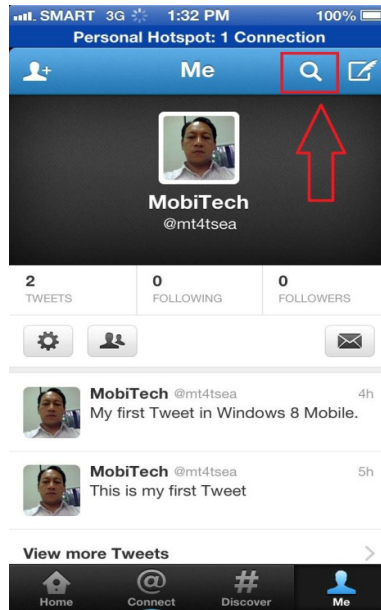 SMART 3G 1:32 PM 100%
Personal Hotspot: 1 Connection
Me
MobiTech
@mt4tsea
2 0 0
TWEETS FOLLOWING FOLLOWERS
MobiTech @mt4tsea 4h
My first Tweet in Windows 8 Mobile.
MobiTech @mt4tsea 5h
This is my first Tweet
View more Tweets
Home Connect Discover Me